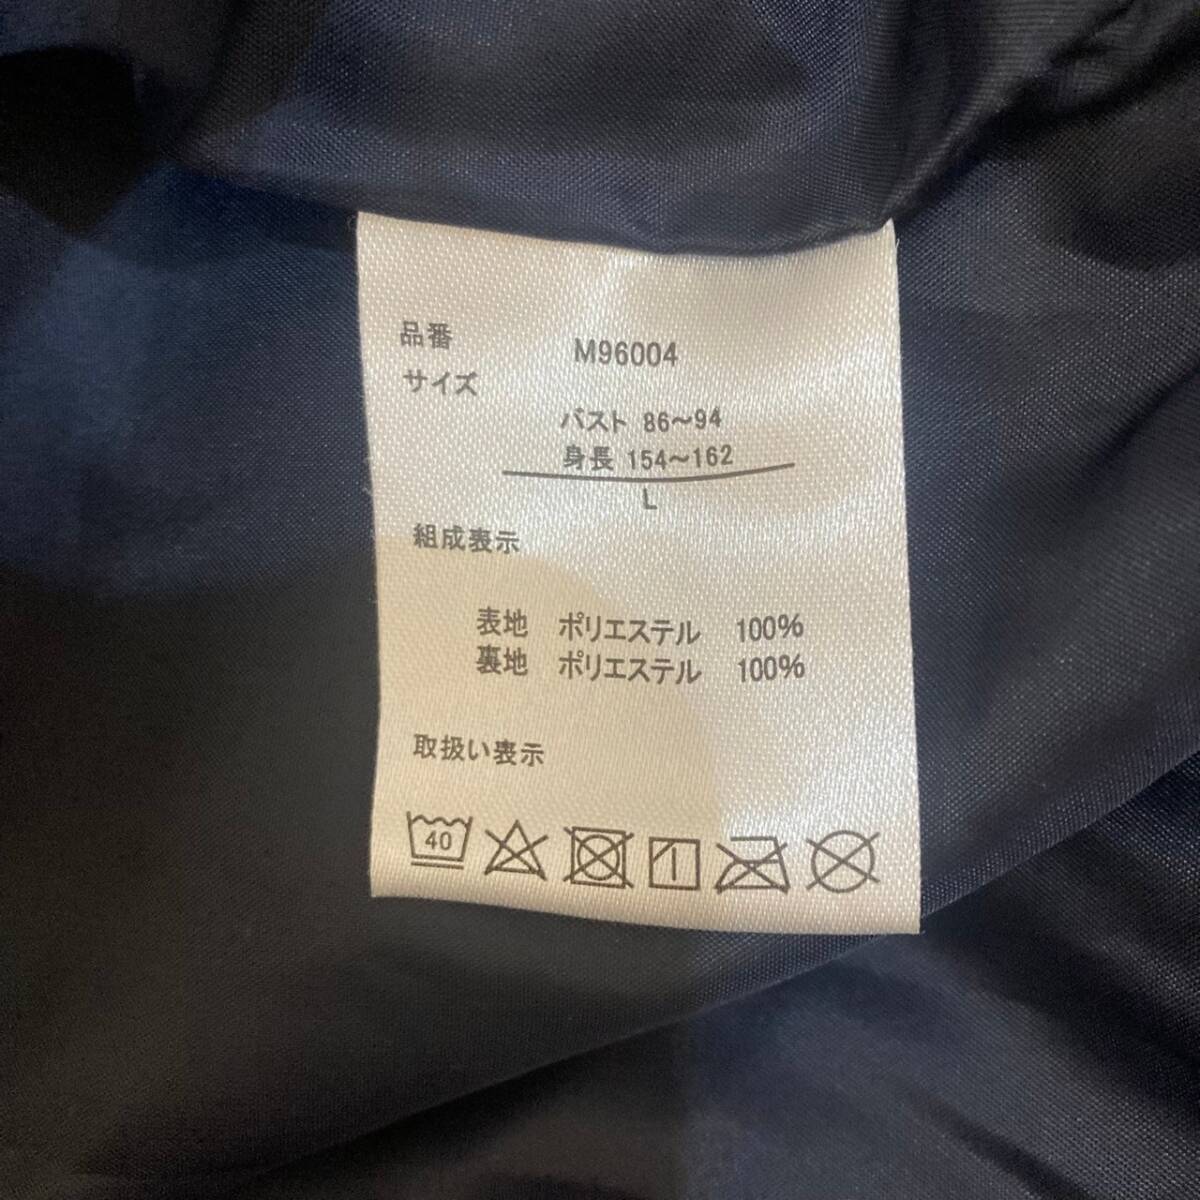 品番 M96004
サイズ
バスト 86～94
身長 154～162
L
組成表示
表地 ポリエステル 100%
裏地 ポリエステル 100%
取扱い表示
40